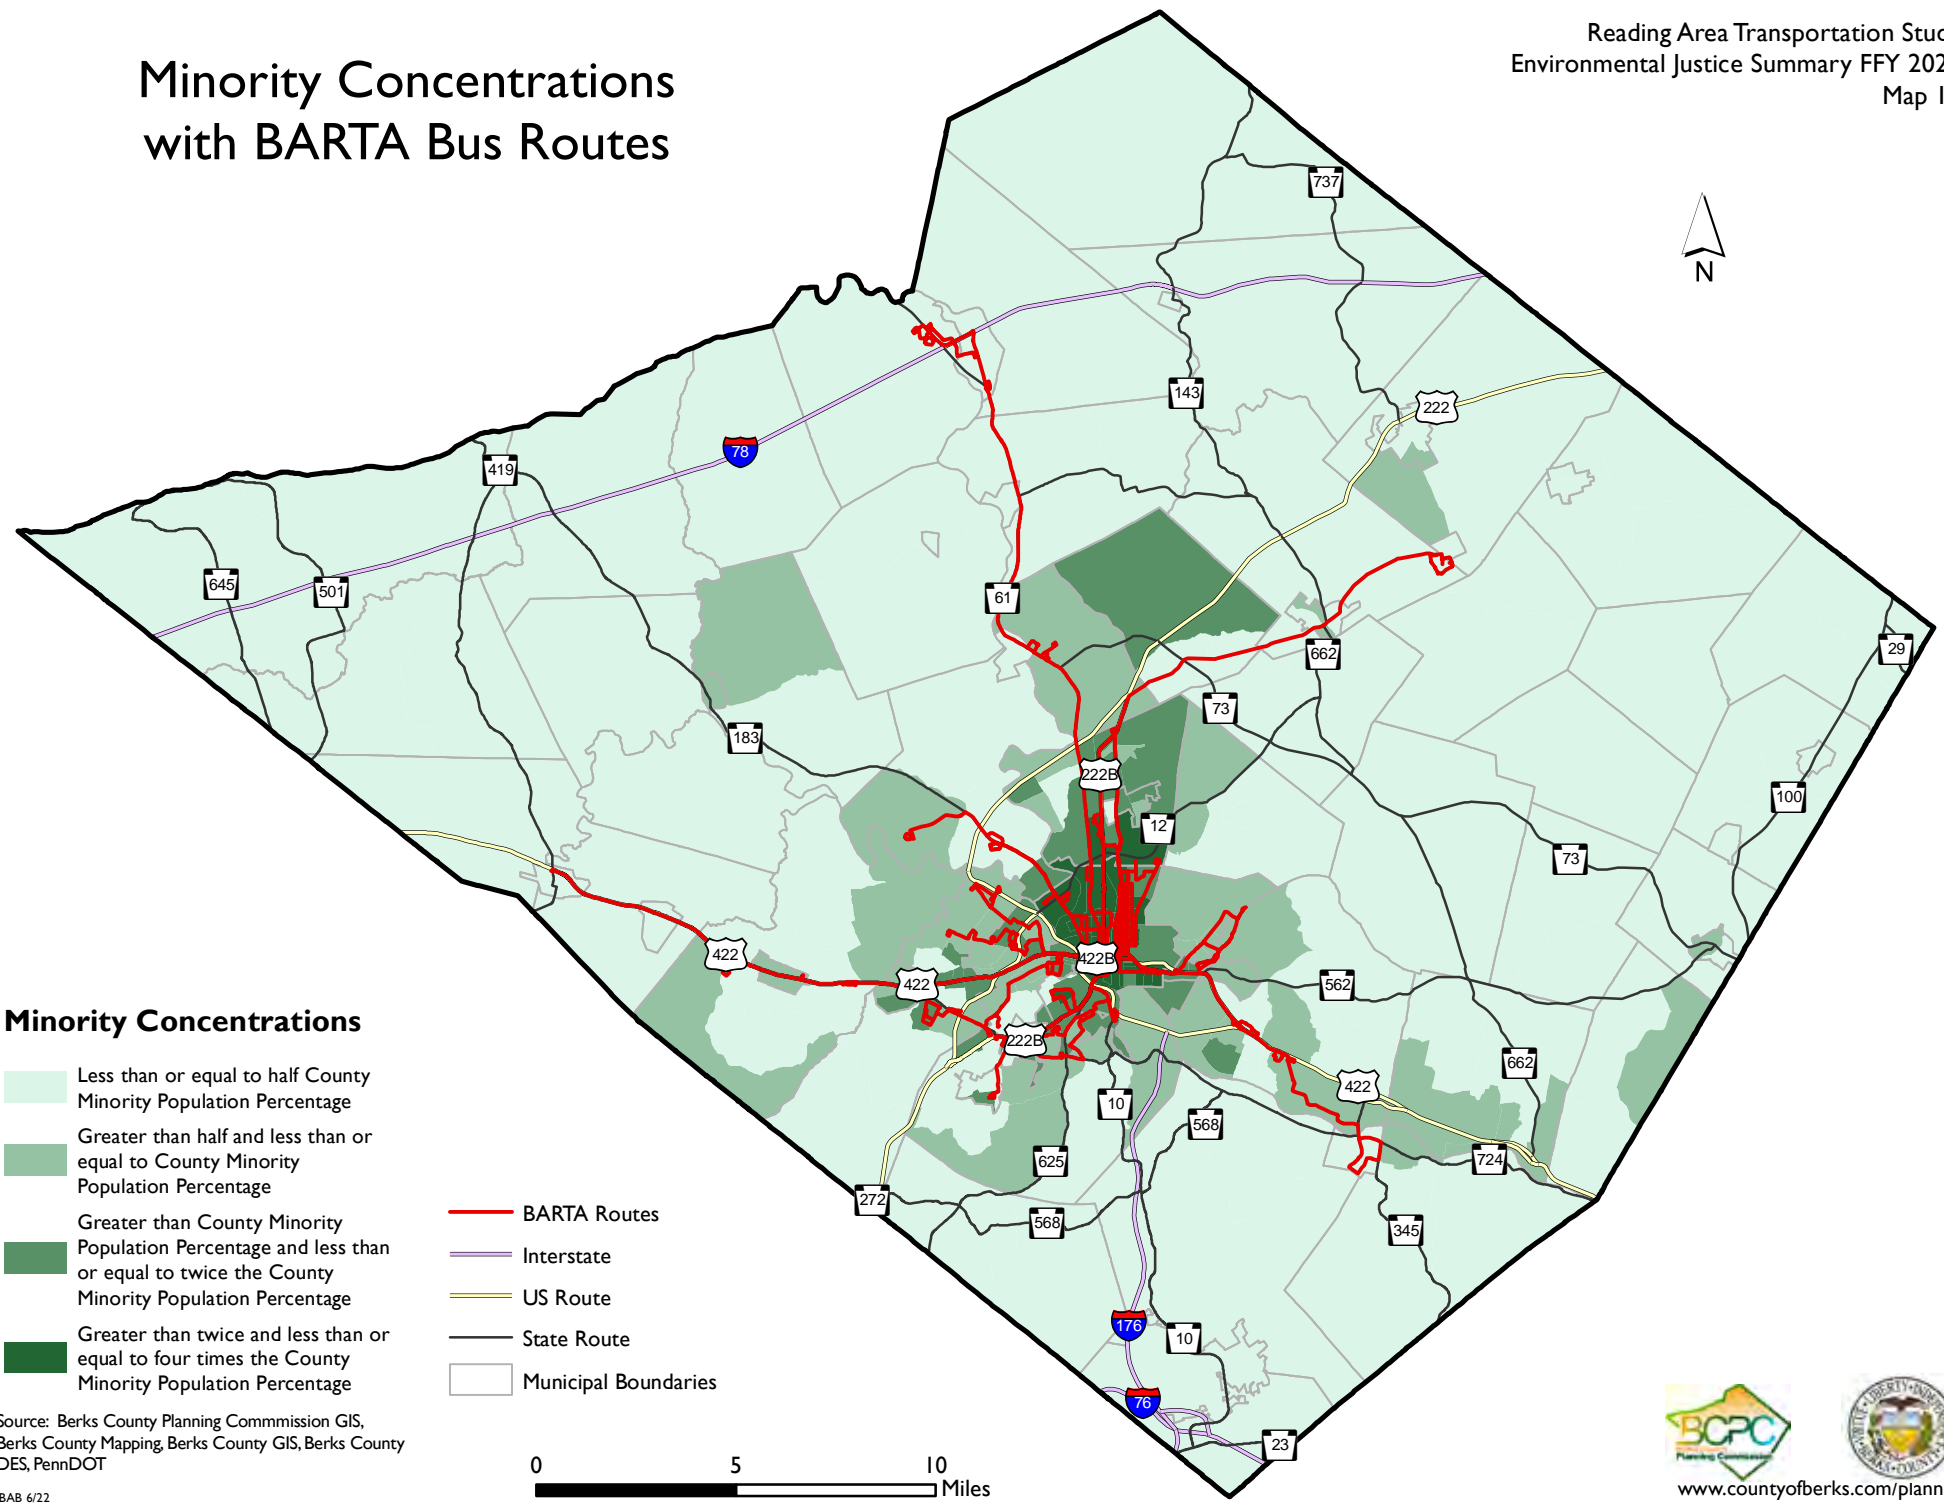 Minority Concentrations
with BARTA Bus Routes
Reading Area Transportation Stud
Environmental Justice Summary FFY 202
Map 1
N
737
143
222
78
419
645
501
61
662
29
73
183
222B
12
100
73
422
422
422B
562
222B
662
422
10
568
625
724
272
568
345
176
10
76
23
Minority Concentrations
Less than or equal to half County
Minority Population Percentage
Greater than half and less than or
equal to County Minority
Population Percentage
Greater than County Minority
Population Percentage and less than
or equal to twice the County
Minority Population Percentage
Greater than twice and less than or
equal to four times the County
Minority Population Percentage
BARTA Routes
Interstate
US Route
State Route
Municipal Boundaries
Source: Berks County Planning Commmission GIS,
Berks County Mapping, Berks County GIS, Berks County
DES, PennDOT
BAB 6/22
0 5 10
Miles
BCPC
Planning Commission
www.countyofberks.com/plann